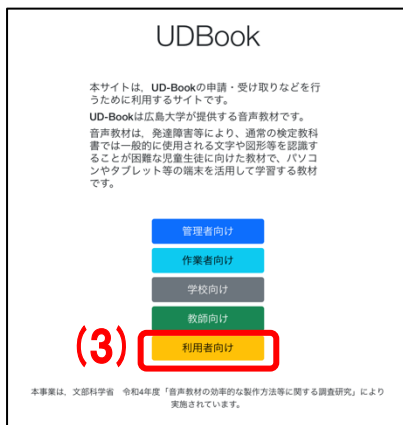 UDBook
本サイトは、UD-Bookの申請・受け取りなどを行
うために利用するサイトです。
UD-Bookは広島大学が提供する音声教材です。
音声教材は、発達障害等により、通常の検定教科
書では一般的に使用される文字や図形等を認識す
ることが困難な児童生徒に向けた教材で、パソコ
ンやタブレット等の端末を活用して学習する教材
です。
管理者向け
作業者向け
学校向け
教師向け
(3)
利用者向け
本事業は、文部科学省 令和4年度「音声教材の効率的な製作方法等に関する調査研究」により
実施されています。